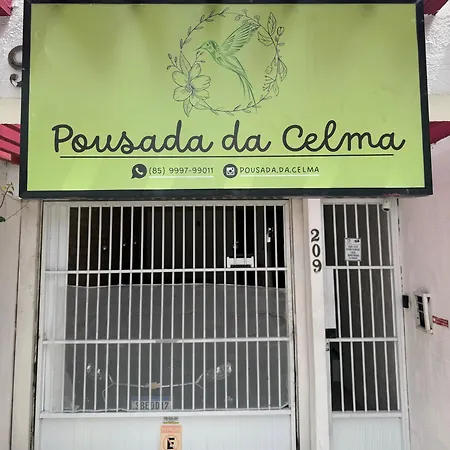 Pousada da Celma
(85) 9997-99011 POUSADA.DA.CELMA
209
E